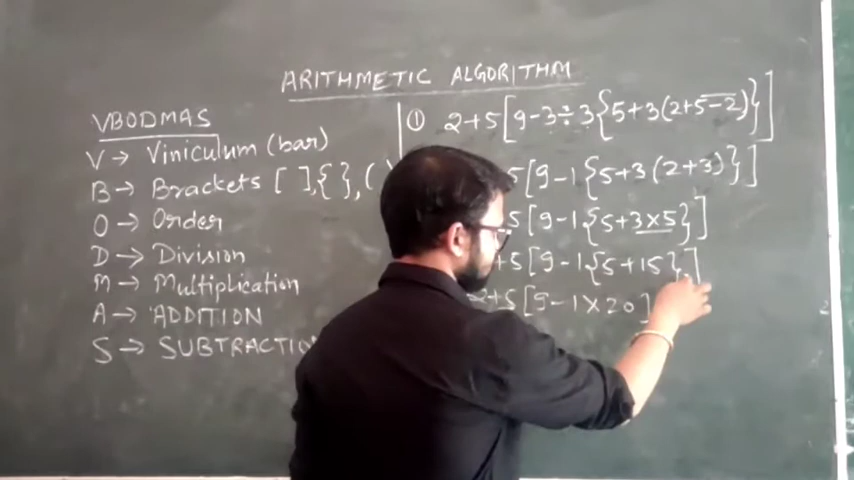 ARITHMETIC ALGORITHM
VBODMAS
V → Viniculum (bar)
B → Brackets [ ], { }, (
O → Order
D → Division
M → Multiplication
A → ADDITION
S → SUBTRACTION
① 2+5[9-3÷3{5+3(2+5̅-̅2̅)}]
5[9-1{5+3(2+3)}]
5[9-1{5+3×5}]
+5[9-1{5+15}]
2+5[9-1×20]